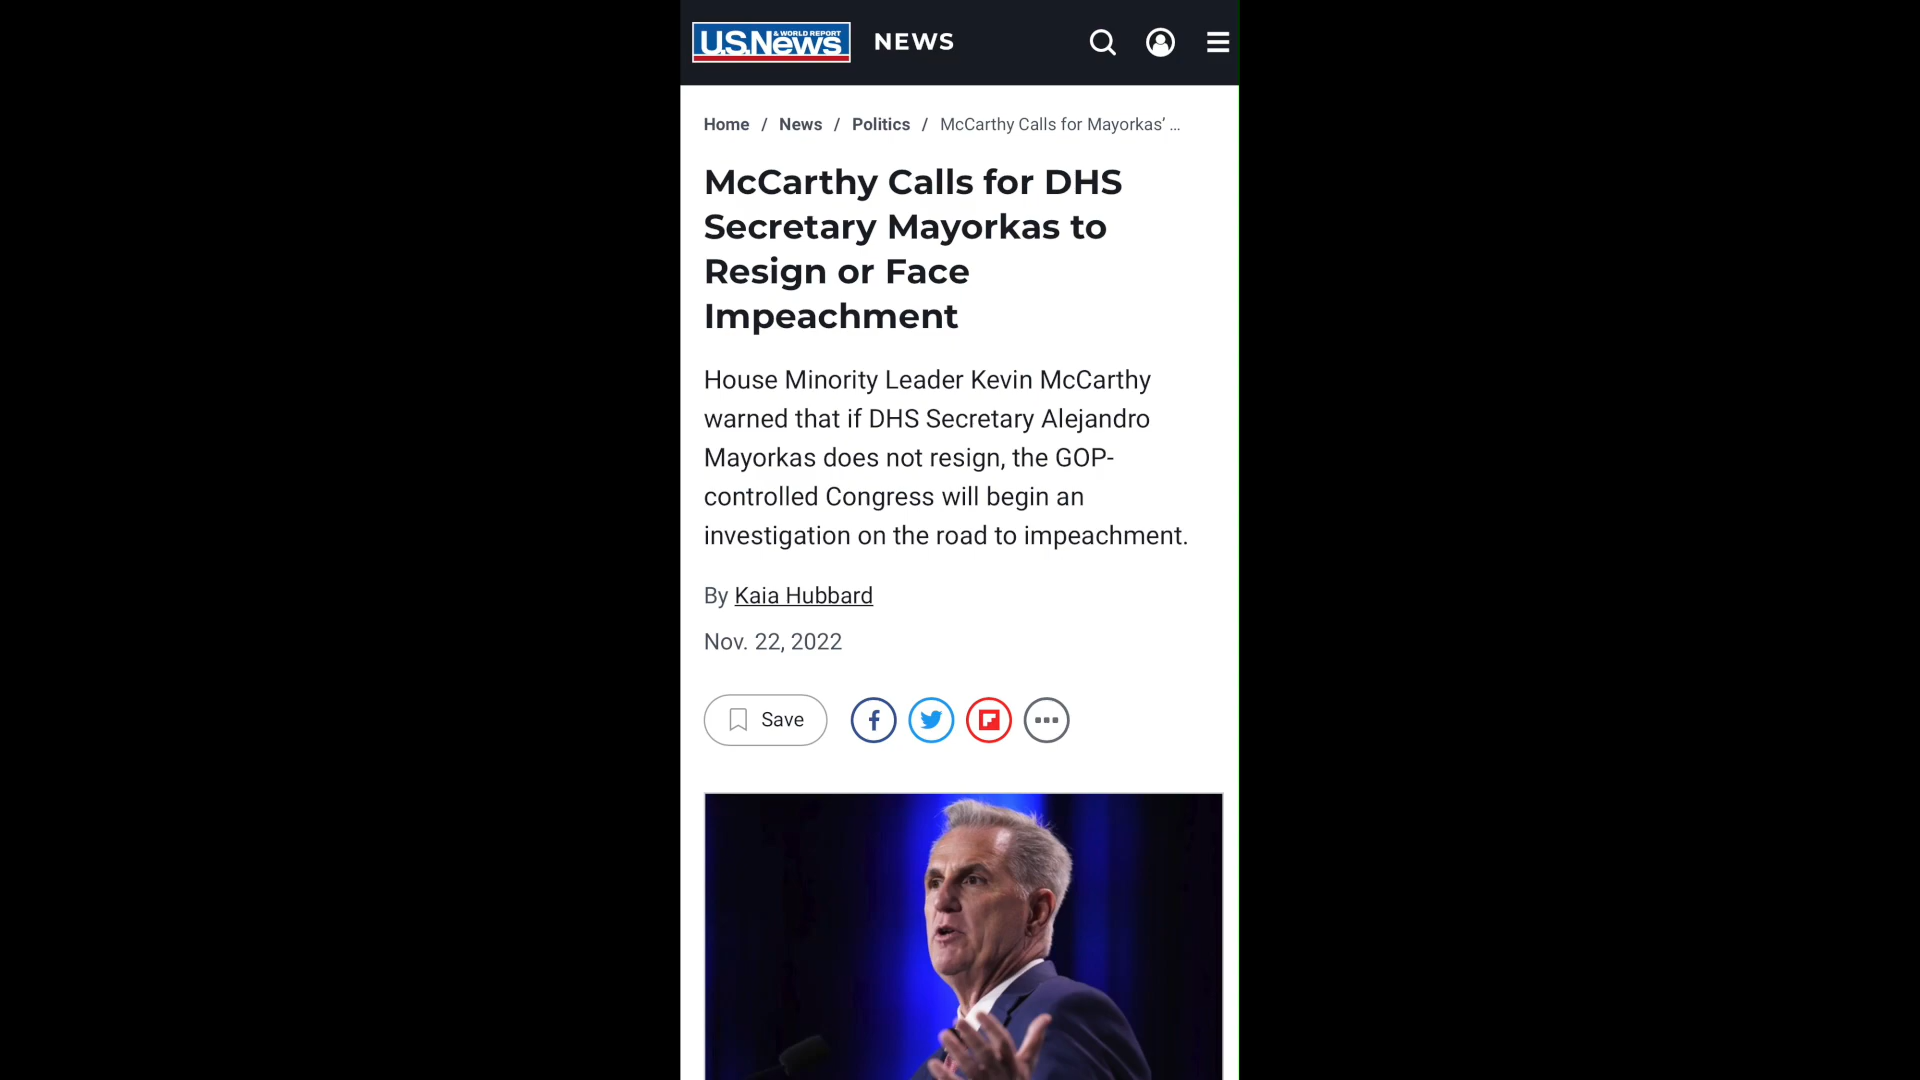 U.S.News
& WORLD REPORT
NEWS
Home / News / Politics / McCarthy Calls for Mayorkas’ ...
McCarthy Calls for DHS
Secretary Mayorkas to
Resign or Face
Impeachment
House Minority Leader Kevin McCarthy
warned that if DHS Secretary Alejandro
Mayorkas does not resign, the GOP-
controlled Congress will begin an
investigation on the road to impeachment.
By Kaia Hubbard
Nov. 22, 2022
Save